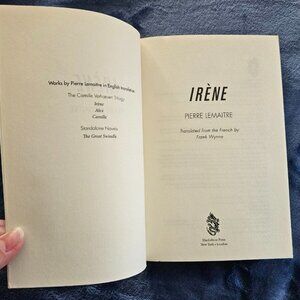 Works by Pierre Lemaitre in English translation
The Camille Verhœven Trilogy
Irène
Alex
Camille
Standalone Novels
The Great Swindle
IRÈNE
PIERRE LEMAITRE
Translated from the French by
Frank Wynne
MacLehose Press
New York • London